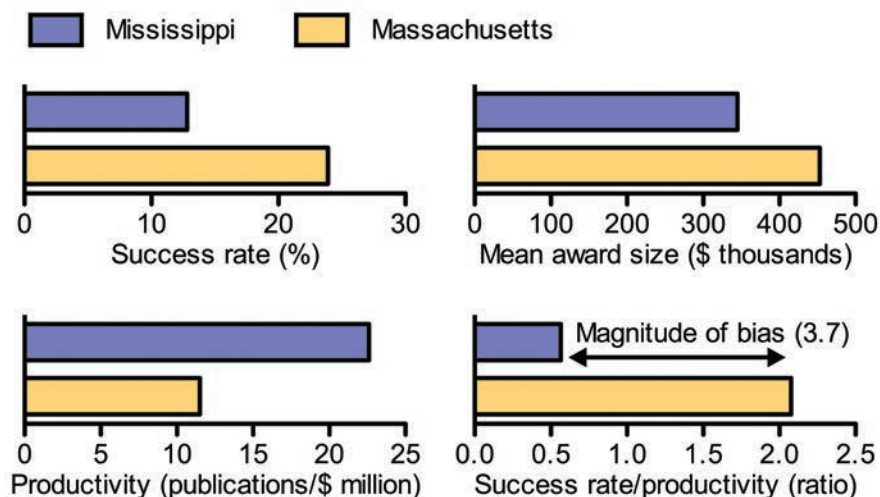 Mississippi Massachusetts
0 10 20 30
Success rate (%)
0 100 200 300 400 500
Mean award size ($ thousands)
0 5 10 15 20 25
Productivity (publications/$ million)
Magnitude of bias (3.7)
0.0 0.5 1.0 1.5 2.0 2.5
Success rate/productivity (ratio)